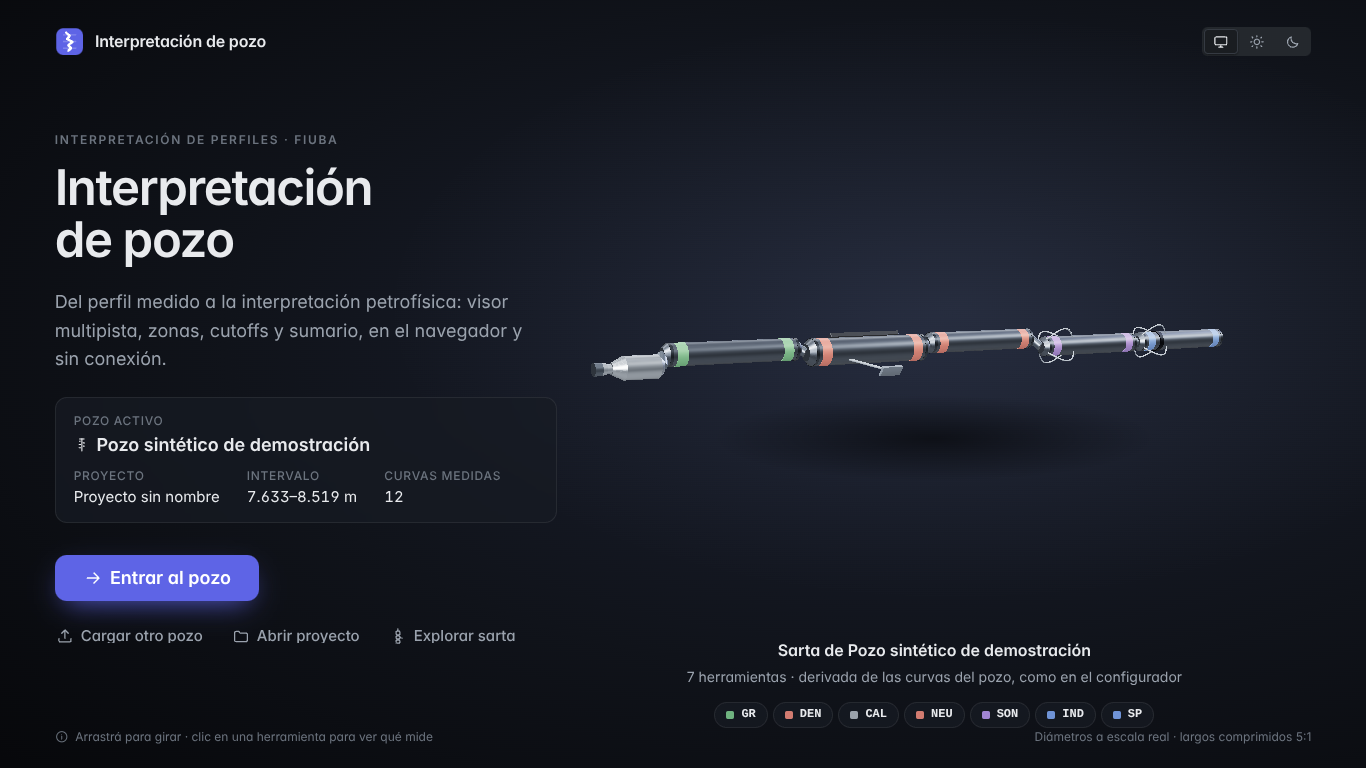 Interpretación de pozo
INTERPRETACIÓN DE PERFILES · FIUBA
Interpretación
de pozo
Del perfil medido a la interpretación petrofísica: visor
multipista, zonas, cutoffs y sumario, en el navegador y
sin conexión.
POZO ACTIVO
Pozo sintético de demostración
PROYECTO INTERVALO CURVAS MEDIDAS
Proyecto sin nombre 7.633–8.519 m 12
Entrar al pozo
Cargar otro pozo Abrir proyecto Explorar sarta
Sarta de Pozo sintético de demostración
7 herramientas · derivada de las curvas del pozo, como en el configurador
GR DEN CAL NEU SON IND SP
Arrastrá para girar · clic en una herramienta para ver qué mide
Diámetros a escala real · largos comprimidos 5:1